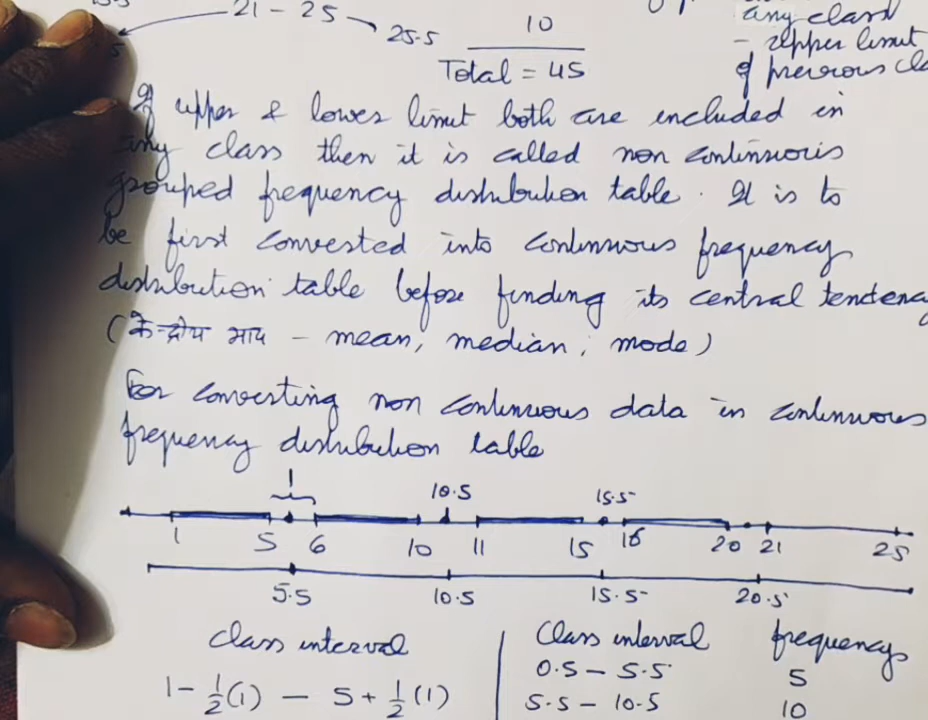 21 - 25
25.5
10
Total = 45
any class
- upper limit
of previous
If upper & lower limit both are included in
any class then it is called non continuous
grouped frequency distribution table. It is to
be first converted into continuous frequency
distribution table before finding its central
(केन्द्रीय माप - mean, median, mode)
For converting non continuous data in continuous
frequency distribution table
1
10.5 15.5
1 5 6 10 11 15 16 20 21 25
5.5 10.5 15.5 20.5
class interval
1 - 1/2(1) - 5 + 1/2(1)
Class interval frequency
0.5 - 5.5 5
5.5 - 10.5 10